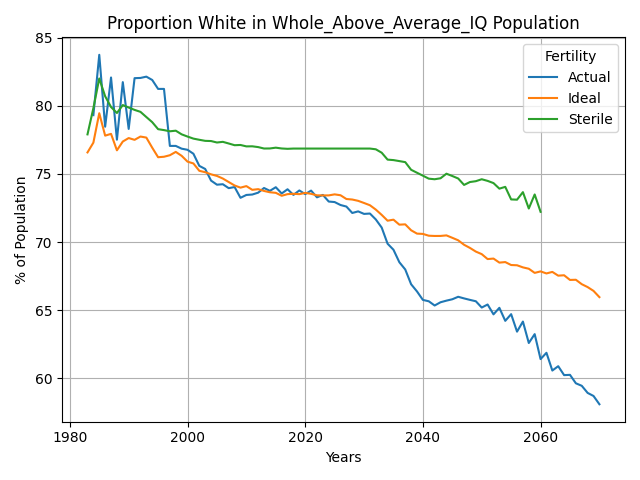 Proportion White in Whole_Above_Average_IQ Population
85
80
75
70
65
60
% of Population
1980
2000
2020
2040
2060
Years
Fertility
Actual
Ideal
Sterile